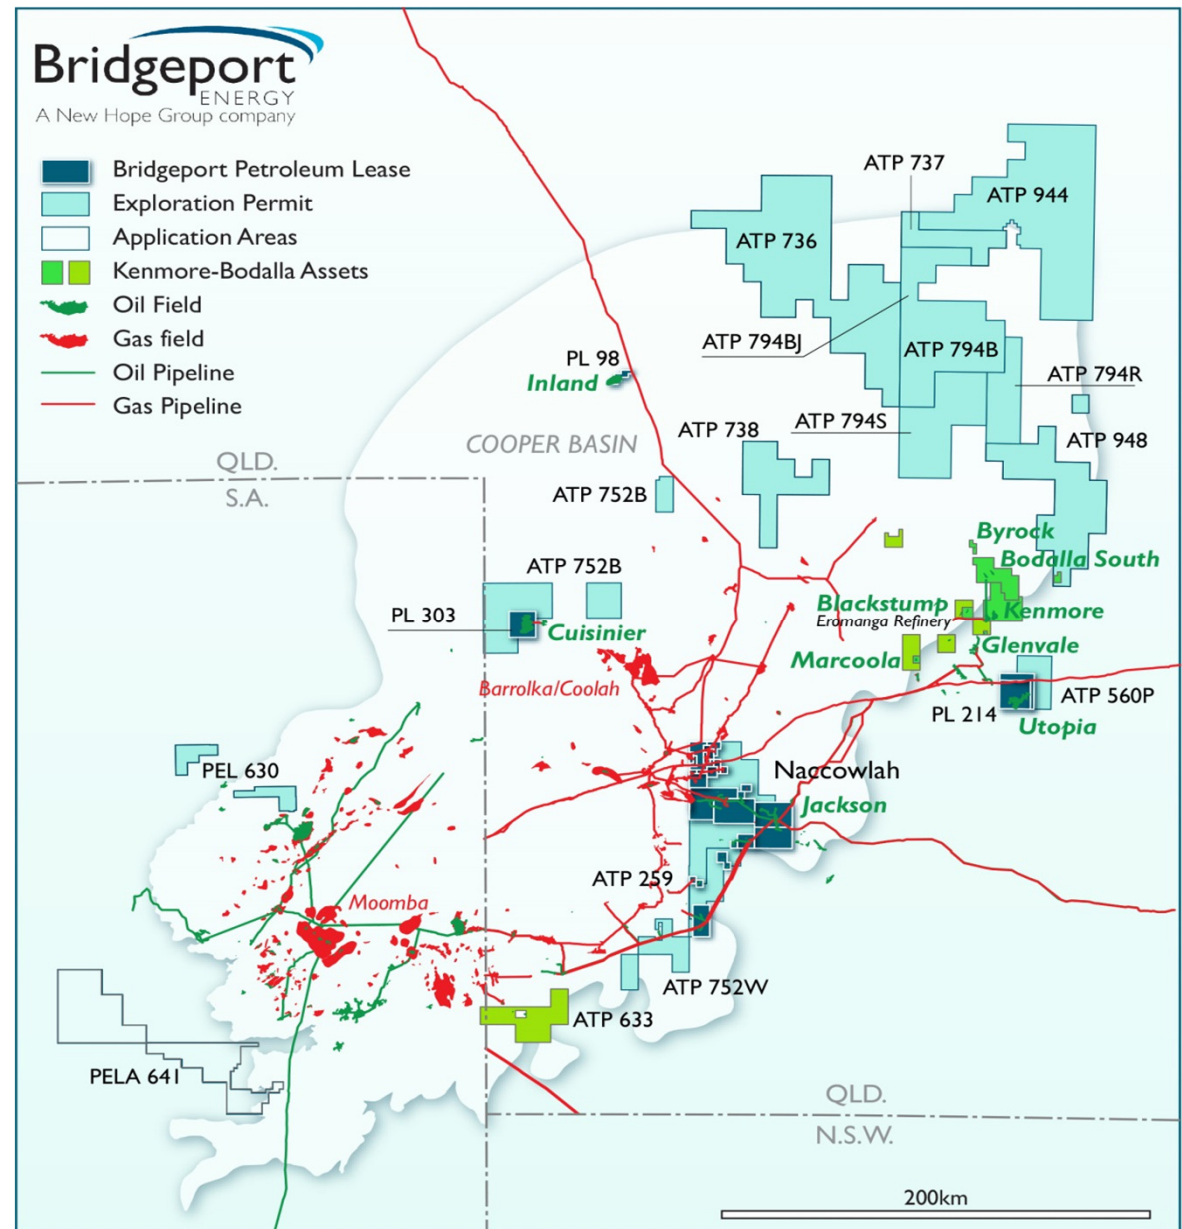 Bridgeport
ENERGY
A New Hope Group company
Bridgeport Petroleum Lease
Exploration Permit
Application Areas
Kenmore-Bodalla Assets
Oil Field
Gas field
Oil Pipeline
Gas Pipeline
ATP 737
ATP 944
ATP 736
ATP 794BJ
ATP 794B
PL 98
Inland
ATP 794R
ATP 794S
ATP 738
ATP 948
COOPER BASIN
QLD.
S.A.
ATP 752B
Byrock
Bodalla South
ATP 752B
PL 303
Cuisinier
Blackstump
Eromanga Refinery
Kenmore
Glenvale
Marcoola
Barrolka/Coolah
ATP 560P
PL 214
Utopia
PEL 630
Naccowlah
Jackson
ATP 259
Moomba
ATP 752W
ATP 633
PELA 641
QLD.
N.S.W.
200km